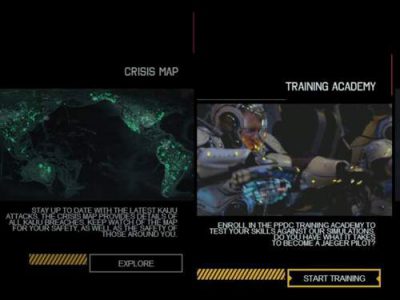 CRISIS MAP
STAY UP TO DATE WITH THE LATEST KAIJU
ATTACKS. THE CRISIS MAP PROVIDES DETAILS OF
ALL KAIJU BREACHES. KEEP WATCH OF THE MAP
FOR YOUR SAFETY, AS WELL AS THE SAFETY OF
THOSE AROUND YOU.
EXPLORE
TRAINING ACADEMY
ENROLL IN THE PPDC TRAINING ACADEMY TO
TEST YOUR SKILLS AGAINST OUR SIMULATIONS.
DO YOU HAVE WHAT IT TAKES
TO BECOME A JAEGER PILOT?
START TRAINING